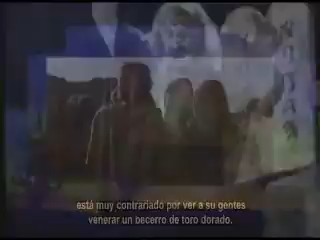 está muy contrariado por ver a su gentes
venerar un becerro de toro dorado.